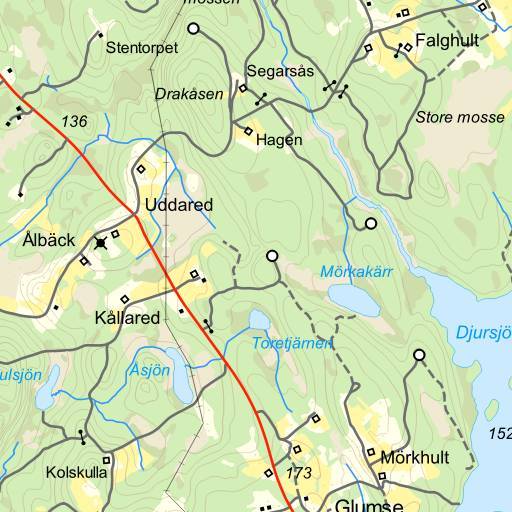 mossen
Stentorpet
Falghult
Segarsås
Drakåsen
136
Store mosse
Hagen
Uddared
Ålbäck
Mörkakärr
Kållared
Djursjö
Toretjärnen
ulsjön
Åsjön
152
Kolskulla
173
Mörkhult
Glumse